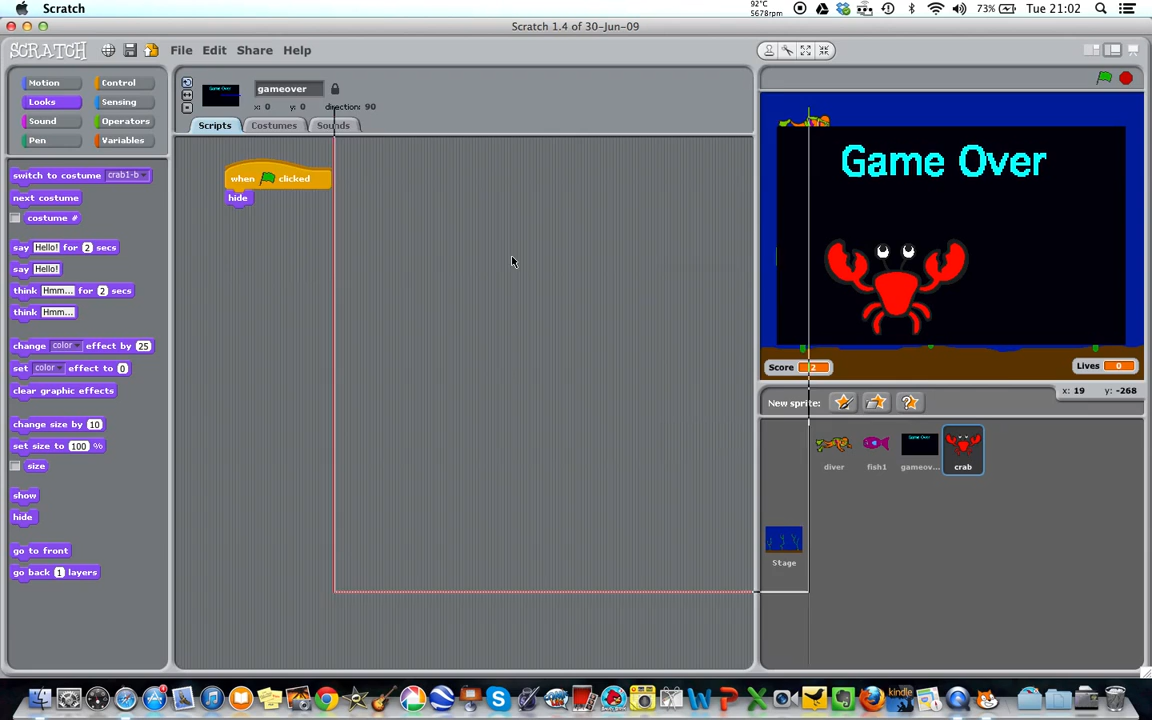 Scratch
92°C
5678rpm
73%
Tue 21:02
Scratch 1.4 of 30-Jun-09
SCRATCH
File Edit Share Help
Motion Control
Looks Sensing
Sound Operators
Pen Variables
gameover
x: 0 y: 0 direction: 90
Scripts Costumes Sounds
when clicked
hide
switch to costume crab1-b
next costume
costume #
say Hello! for 2 secs
say Hello!
think Hmm... for 2 secs
think Hmm...
change color effect by 25
set color effect to 0
clear graphic effects
change size by 10
set size to 100 %
size
show
hide
go to front
go back 1 layers
Game Over
Score 2
Lives 0
x: 19 y: -268
New sprite:
Game Over
diver fish1 gameov... crab
Stage